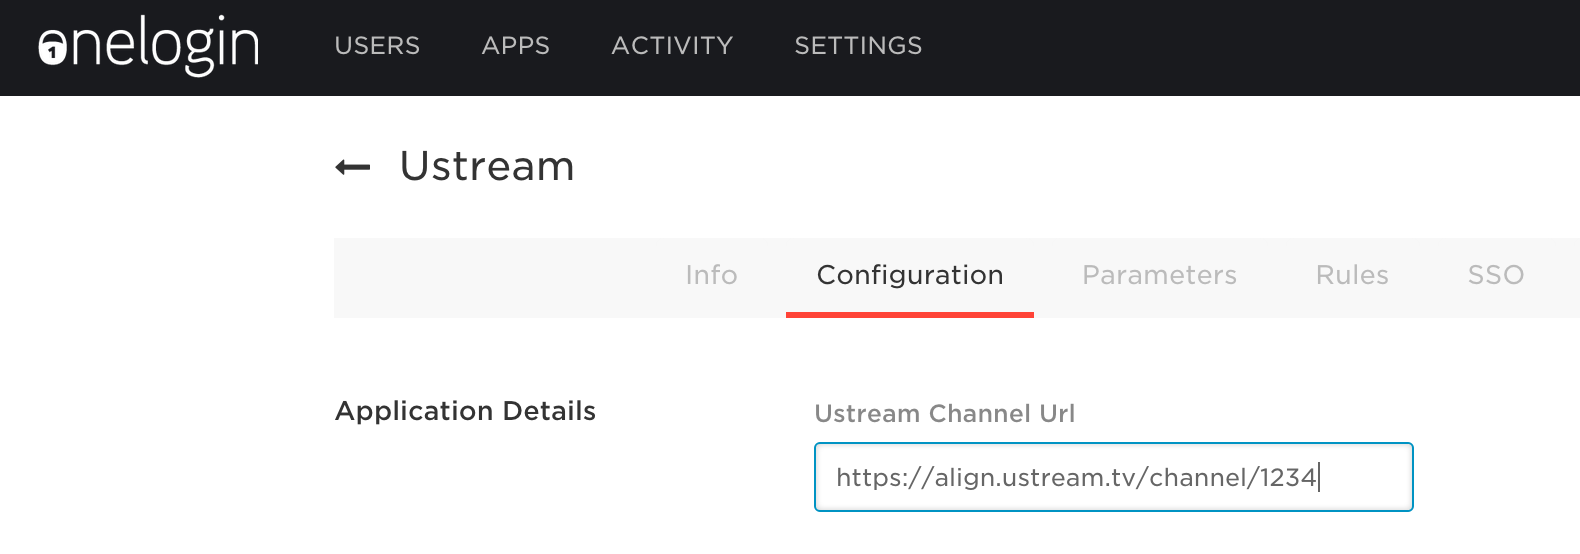 onelogin USERS APPS ACTIVITY SETTINGS
Ustream
Info Configuration Parameters Rules SSO
Application Details
Ustream Channel Url
https://align.ustream.tv/channel/1234